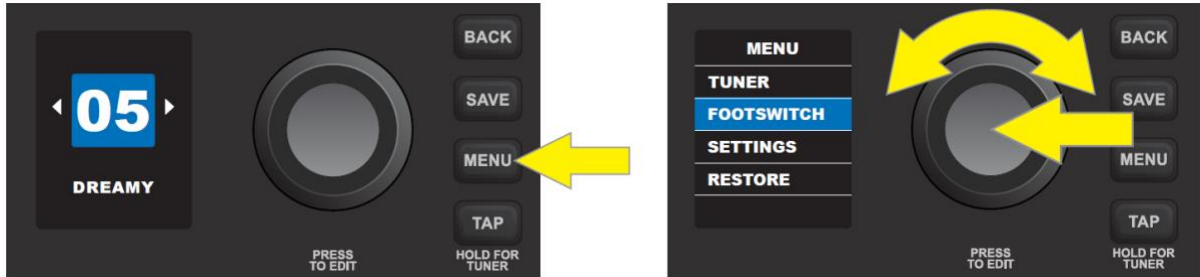 05
DREAMY
PRESS
TO EDIT
BACK
SAVE
MENU
TAP
HOLD FOR
TUNER
MENU
TUNER
FOOTSWITCH
SETTINGS
RESTORE
PRESS
TO EDIT
BACK
SAVE
MENU
TAP
HOLD FOR
TUNER